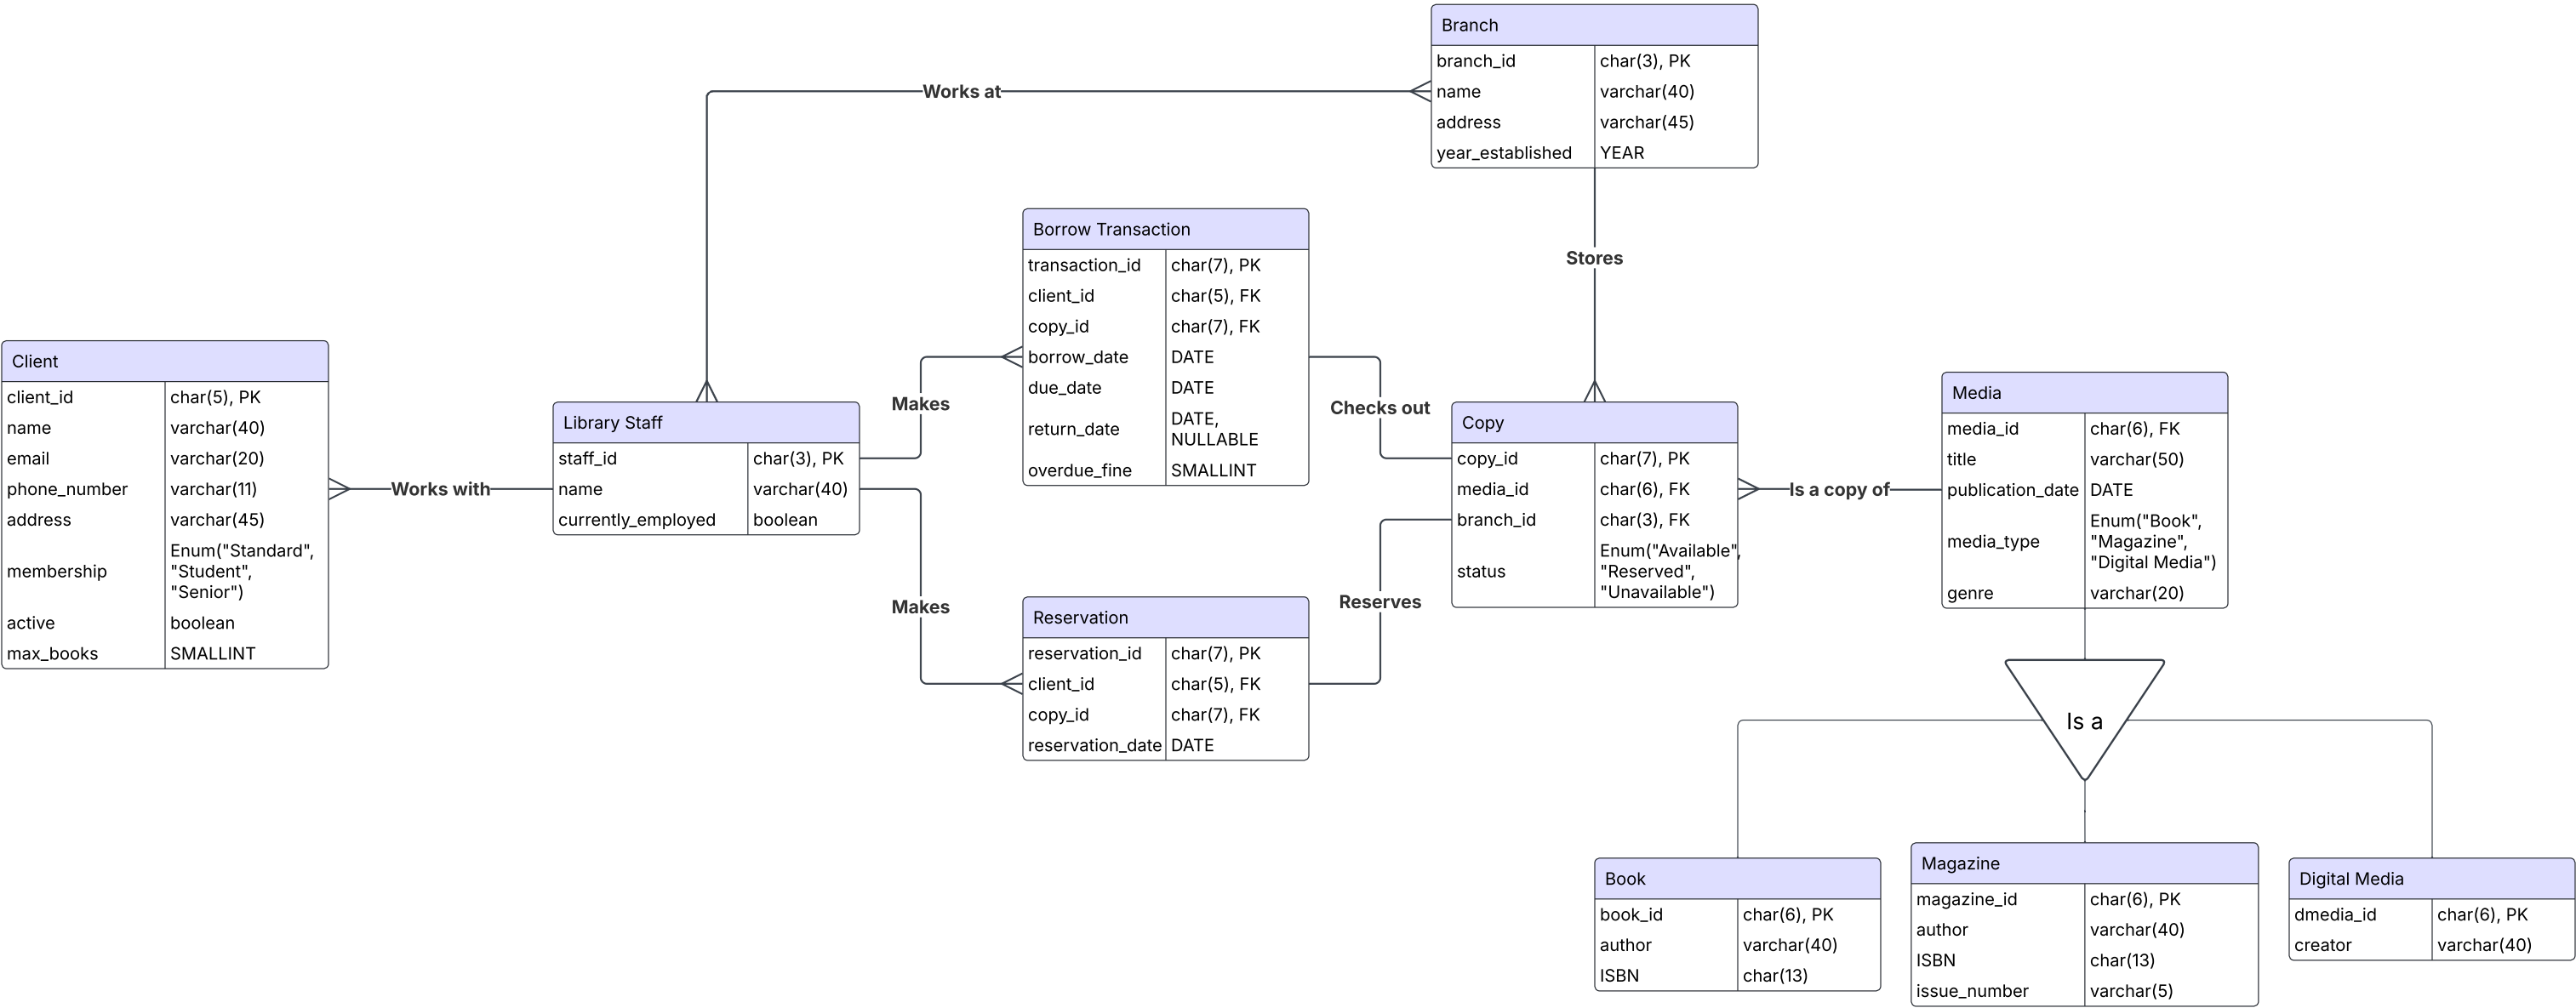 Branch
branch_id char(3), PK
name varchar(40)
address varchar(45)
year_established YEAR
Works at
Stores
Borrow Transaction
transaction_id char(7), PK
client_id char(5), FK
copy_id char(7), FK
borrow_date DATE
due_date DATE
return_date DATE,
NULLABLE
overdue_fine SMALLINT
Client
client_id char(5), PK
name varchar(40)
email varchar(20)
phone_number varchar(11)
address varchar(45)
membership Enum("Standard",
"Student",
"Senior")
active boolean
max_books SMALLINT
Works with
Library Staff
staff_id char(3), PK
name varchar(40)
currently_employed boolean
Makes
Makes
Checks out
Reserves
Reservation
reservation_id char(7), PK
client_id char(5), FK
copy_id char(7), FK
reservation_date DATE
Copy
copy_id char(7), PK
media_id char(6), FK
branch_id char(3), FK
status Enum("Available",
"Reserved",
"Unavailable")
Is a copy of
Media
media_id char(6), FK
title varchar(50)
publication_date DATE
media_type Enum("Book",
"Magazine",
"Digital Media")
genre varchar(20)
Is a
Book
book_id char(6), PK
author varchar(40)
ISBN char(13)
Magazine
magazine_id char(6), PK
author varchar(40)
ISBN char(13)
issue_number varchar(5)
Digital Media
dmedia_id char(6), PK
creator varchar(40)